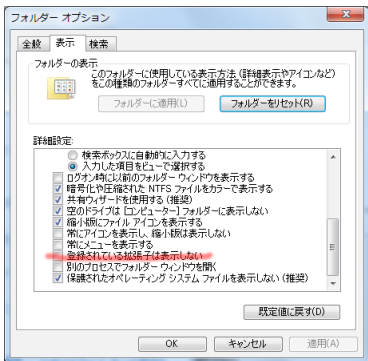 フォルダー オプション
全般 表示 検索
フォルダーの表示
このフォルダーに使用している表示方法 (詳細表示やアイコンなど)
をこの種類のフォルダーすべてに適用することができます。
フォルダーに適用(L) フォルダーをリセット(R)
詳細設定:
検索ボックスに自動的に入力する
入力した項目をビューで選択する
ログオン時に以前のフォルダー ウィンドウを表示する
暗号化や圧縮された NTFS ファイルをカラーで表示する
共有ウィザードを使用する (推奨)
空のドライブは [コンピューター] フォルダーに表示しない
縮小版にファイル アイコンを表示する
常にアイコンを表示し、縮小版は表示しない
常にメニューを表示する
登録されている拡張子は表示しない
別のプロセスでフォルダー ウィンドウを開く
保護されたオペレーティング システム ファイルを表示しない (推奨)
既定値に戻す(D)
OK キャンセル 適用(A)